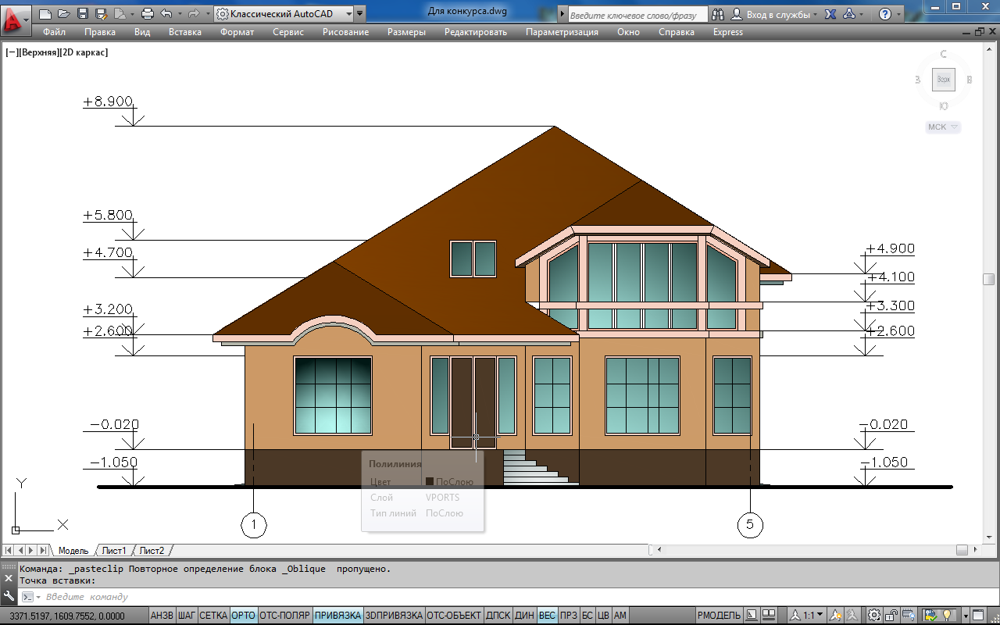 Классический AutoCAD
Для конкурса.dwg
Введите ключевое слово/фразу
Вход в службы
Файл Правка Вид Вставка Формат Сервис Рисование Размеры Редактировать Параметризация Окно Справка Express
[−][Верхняя][2D каркас]
С
З Верх В
Ю
МСК
+8.900
+5.800
+4.700
+3.200
+2.600
−0.020
−1.050
+4.900
+4.100
+3.300
+2.600
−0.020
−1.050
Полилиния
Цвет ПоСлою
Слой VPORTS
Тип линий ПоСлою
Y
X
1
5
Модель Лист1 Лист2
Команда: _pasteclip Повторное определение блока _Oblique пропущено.
Точка вставки:
Введите команду
3371.5197, 1609.7552, 0.0000 АНЗВ ШАГ СЕТКА ОРТО ОТС-ПОЛЯР ПРИВЯЗКА 3DПРИВЯЗКА ОТС-ОБЪЕКТ ДПСК ДИН ВЕС ПРЗ БС ЦВ АМ РМОДЕЛЬ 1:1